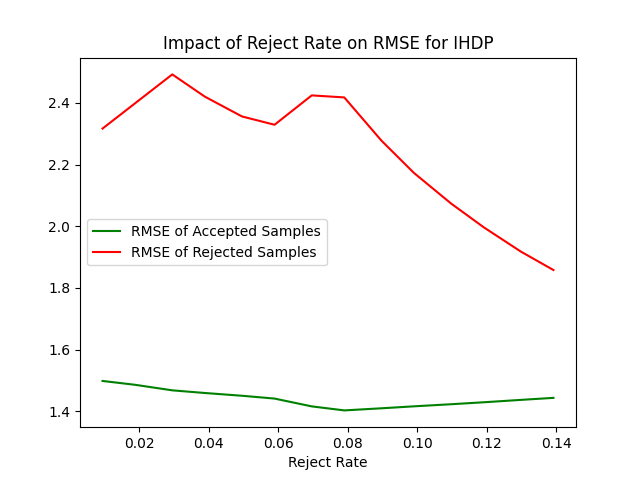 Impact of Reject Rate on RMSE for IHDP
2.4
2.2
2.0
1.8
1.6
1.4
RMSE of Accepted Samples
RMSE of Rejected Samples
0.02 0.04 0.06 0.08 0.10 0.12 0.14
Reject Rate